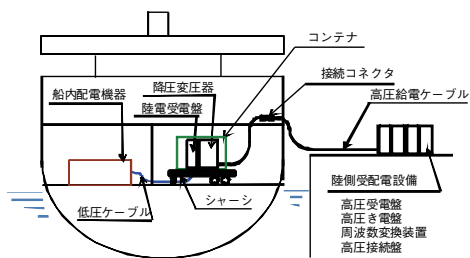 コンテナ
接続コネクタ
高圧給電ケーブル
降圧変圧器
船内配電機器
陸電受電盤
低圧ケーブル
シャーシ
陸側受配電設備
高圧受電盤
高圧き電盤
周波数変換装置
高圧接続盤